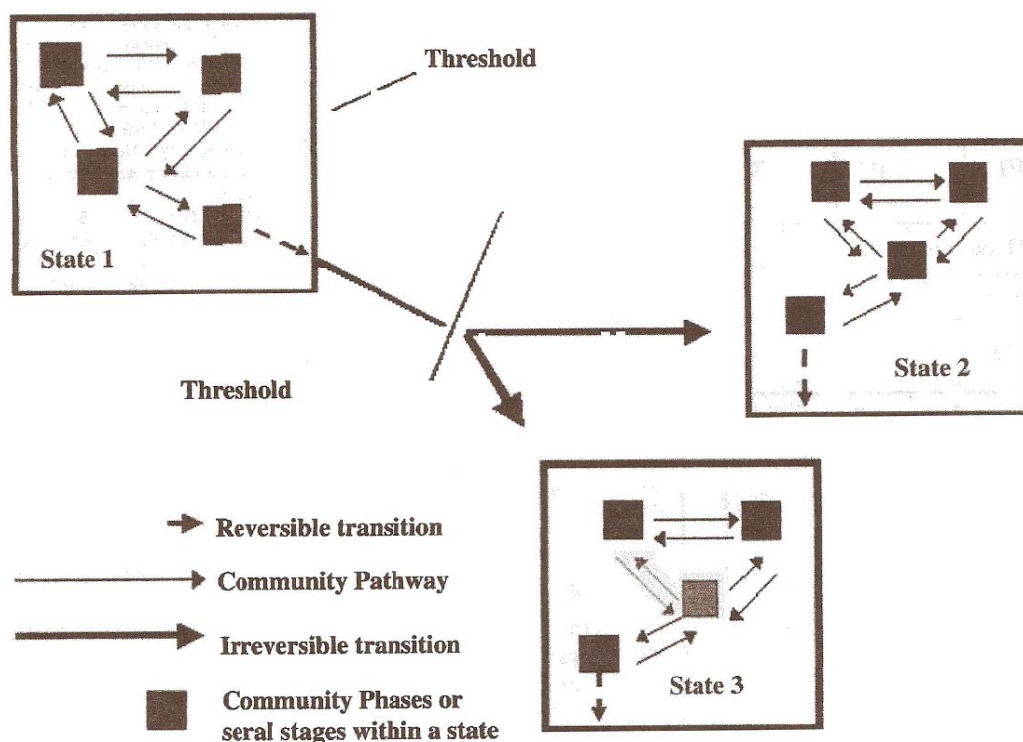 Threshold
State 1
State 2
Threshold
State 3
Reversible transition
Community Pathway
Irreversible transition
Community Phases or
seral stages within a state